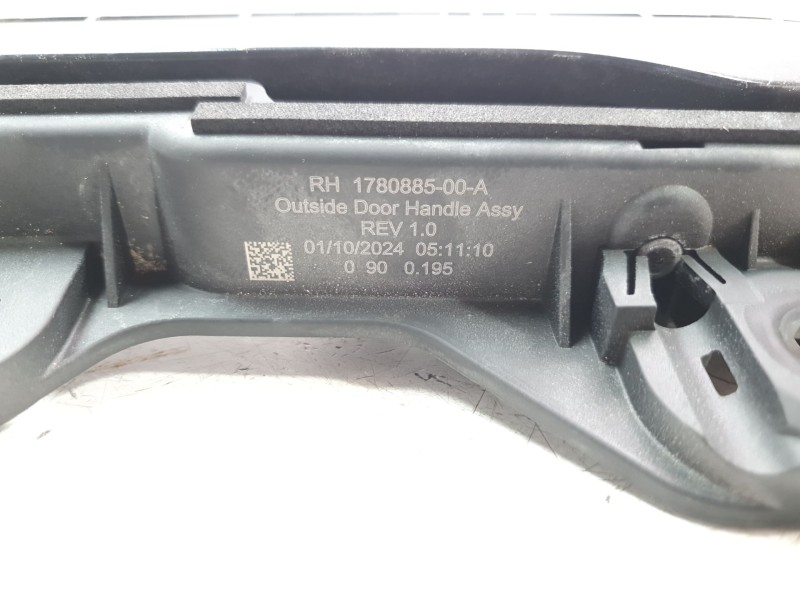 RH 1780885-00-A
Outside Door Handle Assy
REV 1.0
01/10/2024 05:11:10
0 90 0.195